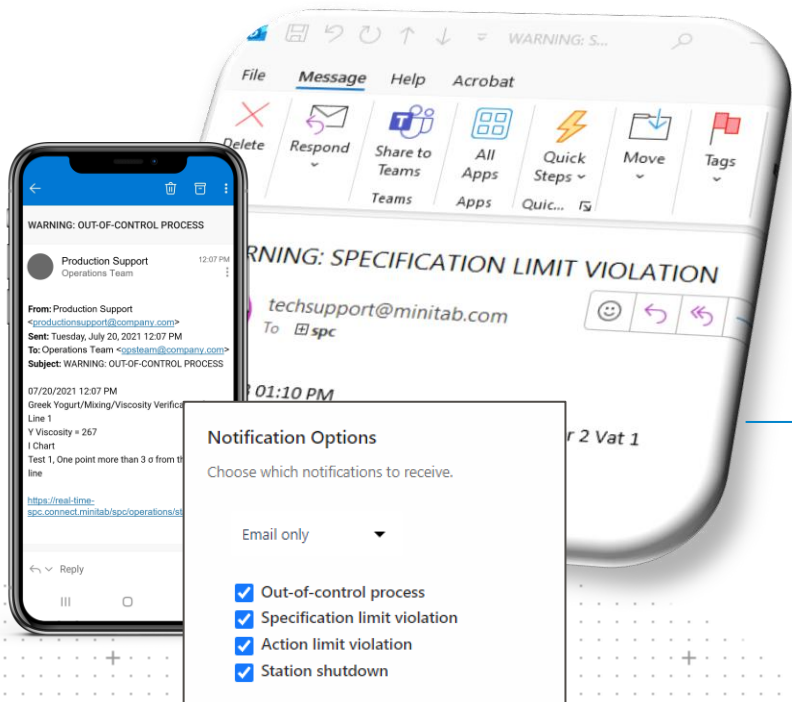 WARNING: S...
File Message Help Acrobat
Delete Respond Share to Teams All Apps Quick Steps Move Tags
Teams Apps Quic...
WARNING: OUT-OF-CONTROL PROCESS
Production Support 12:07 PM
Operations Team
From: Production Support
<productionsupport@company.com>
Sent: Tuesday, July 20, 2021 12:07 PM
To: Operations Team <opsteam@company.com>
Subject: WARNING: OUT-OF-CONTROL PROCESS
07/20/2021 12:07 PM
Greek Yogurt/Mixing/Viscosity
Line 1
Y Viscosity = 267
I Chart
Test 1, One point more than 3 σ from
line
https://real-time-
spc.connect.minitab/spc/operations/st
Reply
RNING: SPECIFICATION LIMIT VIOLATION
techsupport@minitab.com
To spc
01:10 PM
r 2 Vat 1
Notification Options
Choose which notifications to receive.
Email only
Out-of-control process
Specification limit violation
Action limit violation
Station shutdown